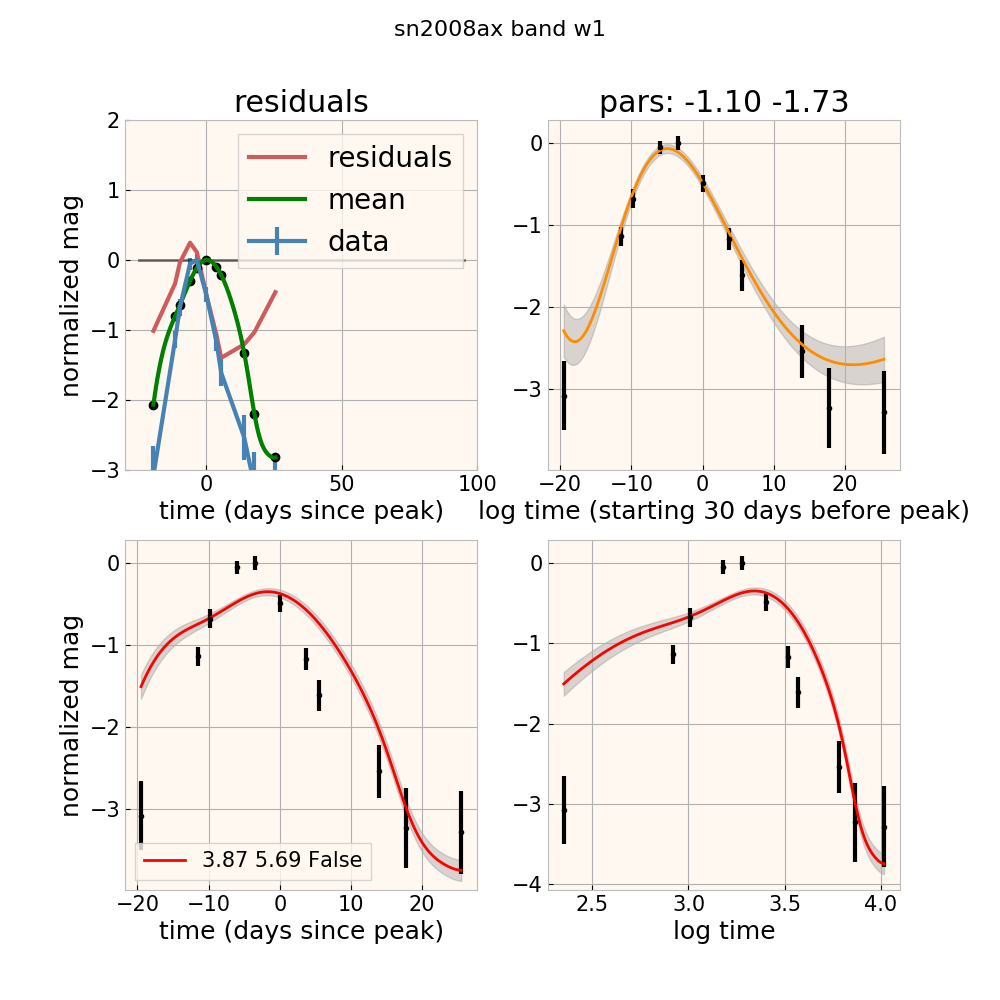 sn2008ax band w1
residuals
pars: -1.10 -1.73
2
1
0
−1
−2
−3
normalized mag
residuals
mean
data
0
50
100
time (days since peak)
0
−1
−2
−3
−20
−10
0
10
20
log time (starting 30 days before peak)
0
−1
−2
−3
normalized mag
3.87 5.69 False
−20
−10
0
10
20
time (days since peak)
0
−1
−2
−3
−4
2.5
3.0
3.5
4.0
log time